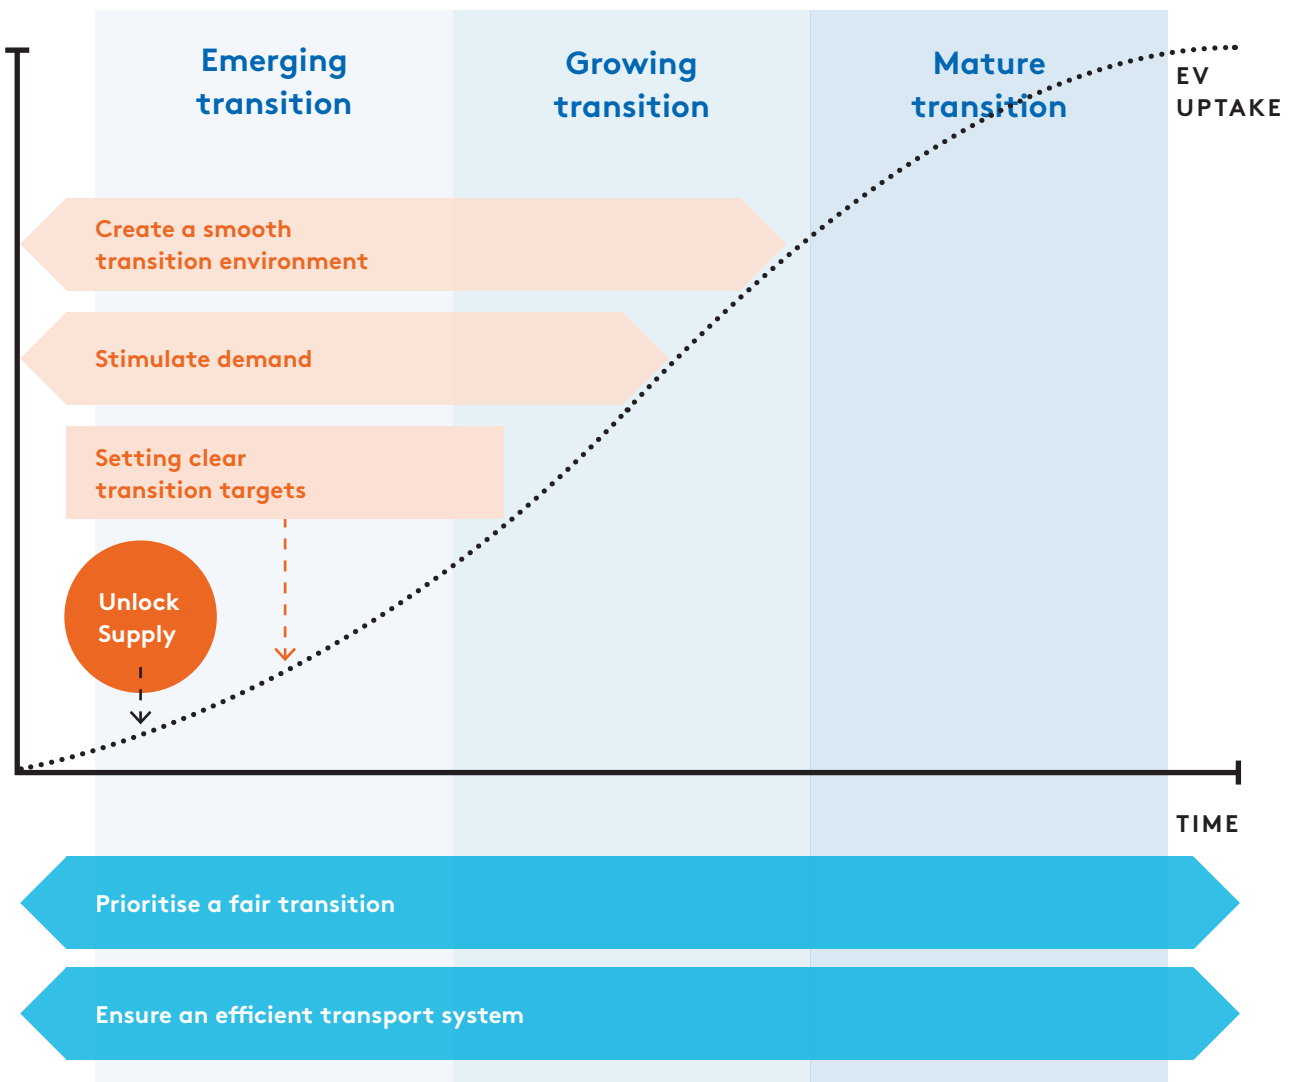 Emerging
transition
Growing
transition
Mature
transition
EV
UPTAKE
Create a smooth
transition environment
Stimulate demand
Setting clear
transition targets
Unlock
Supply
TIME
Prioritise a fair transition
Ensure an efficient transport system